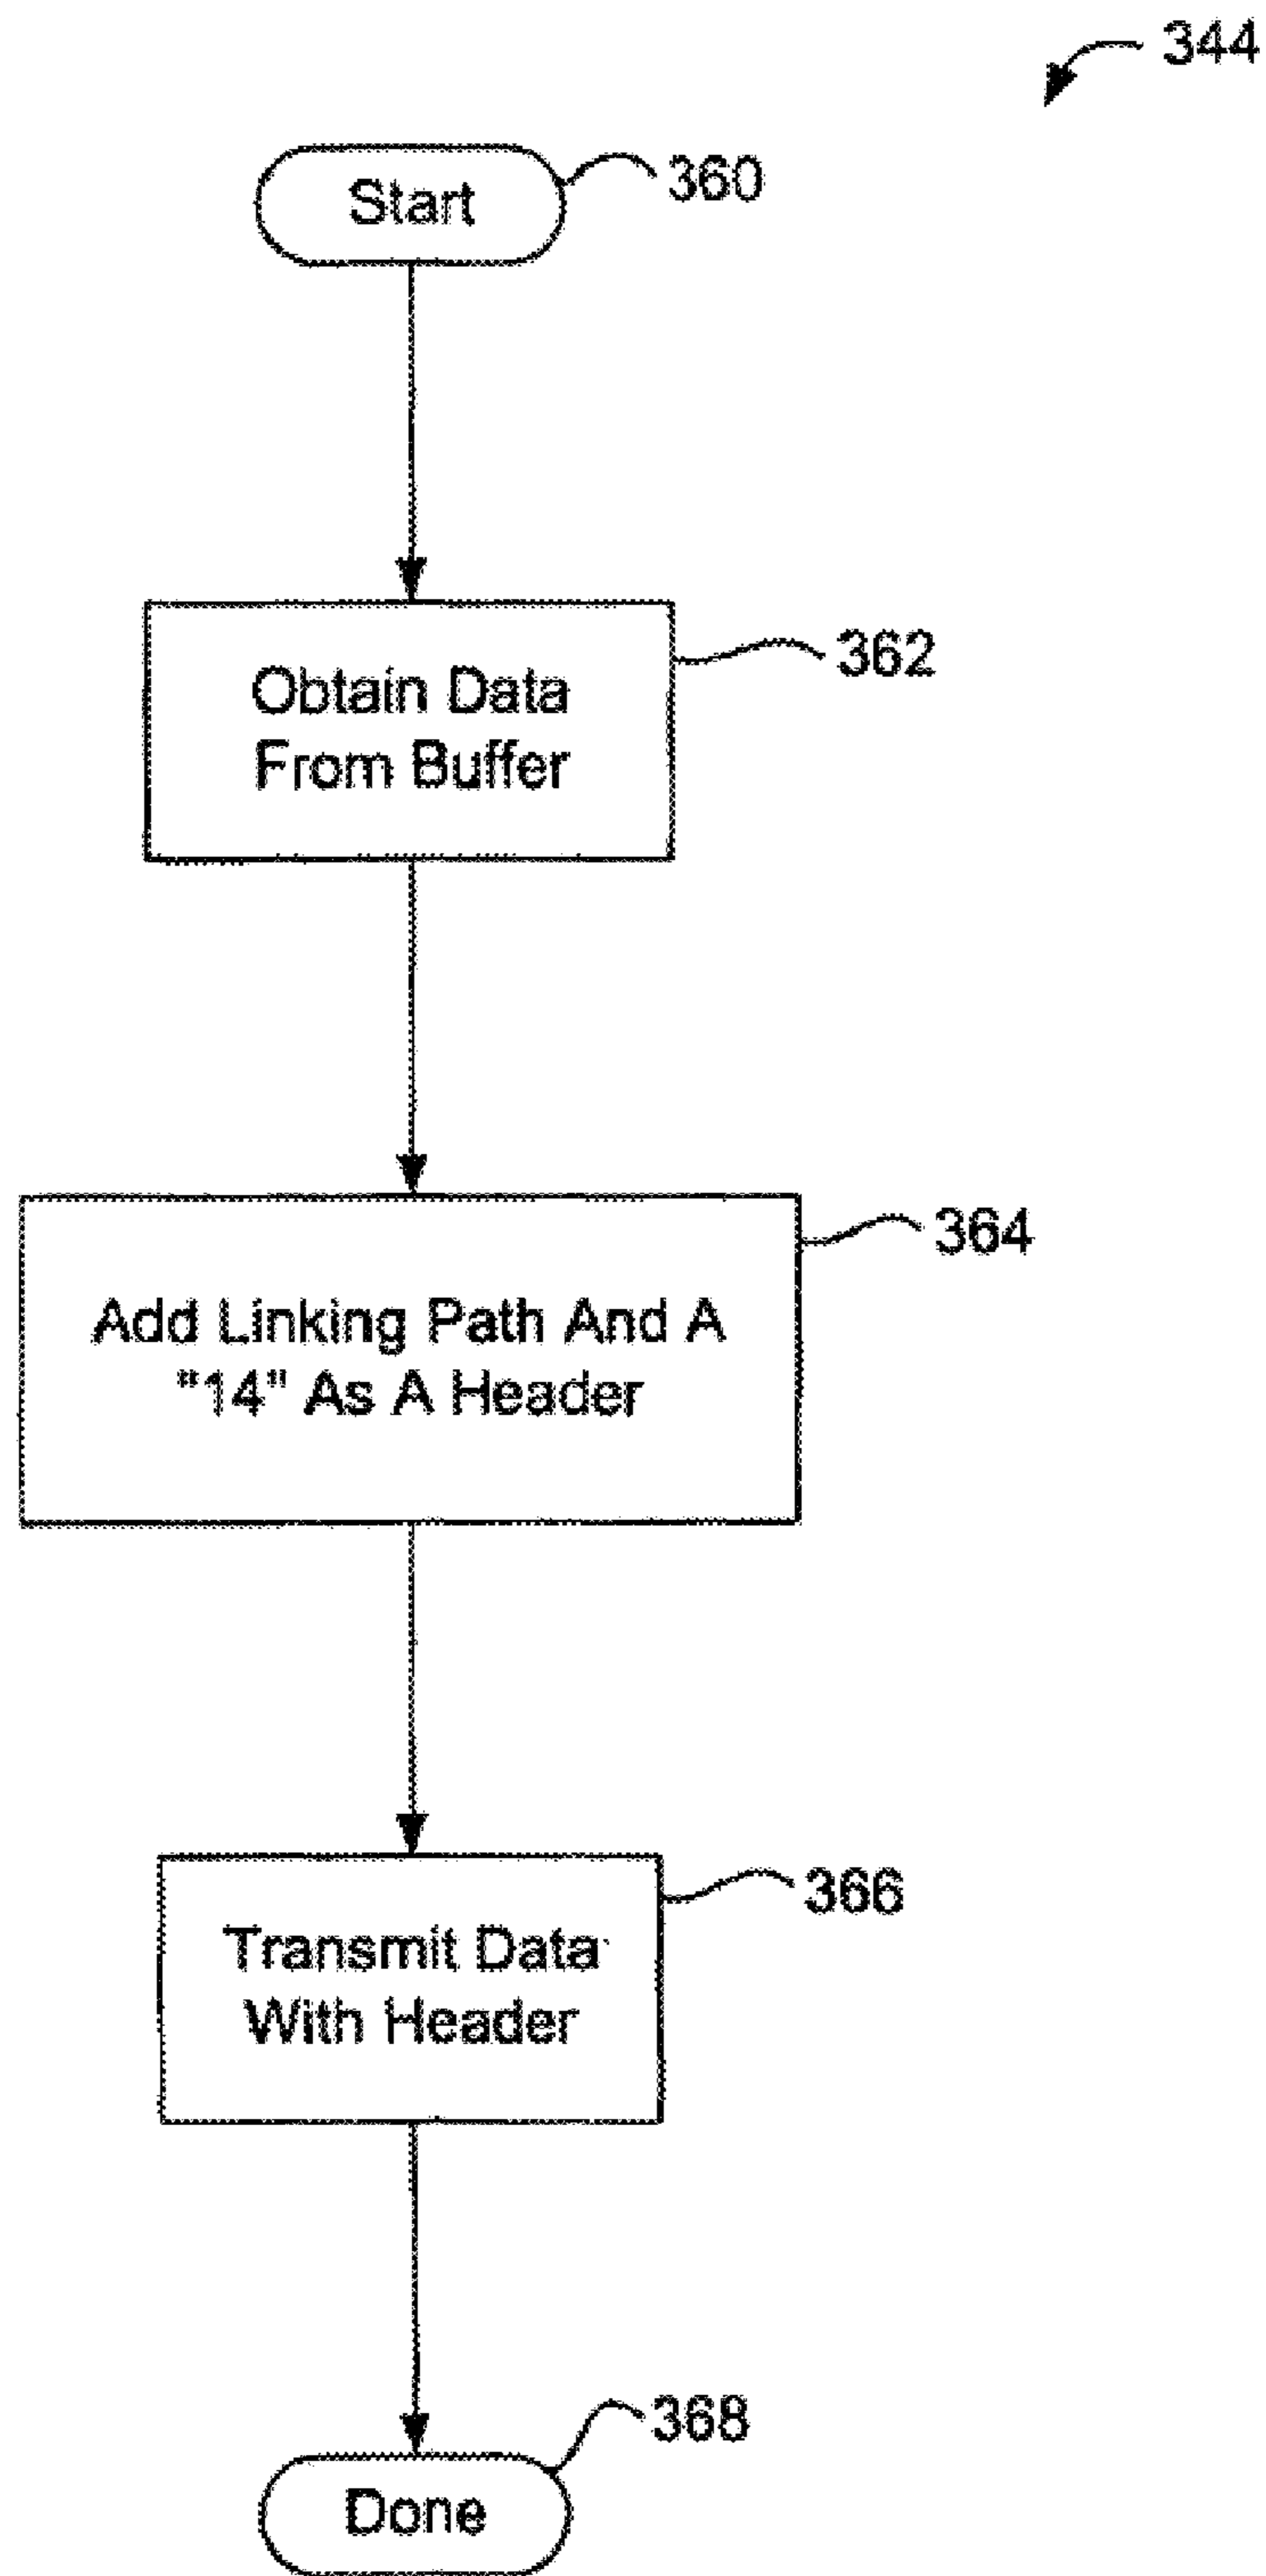 344
Start
360
Obtain Data
From Buffer
362
Add Linking Path And A
"14" As A Header
364
Transmit Data
With Header
366
Done
368